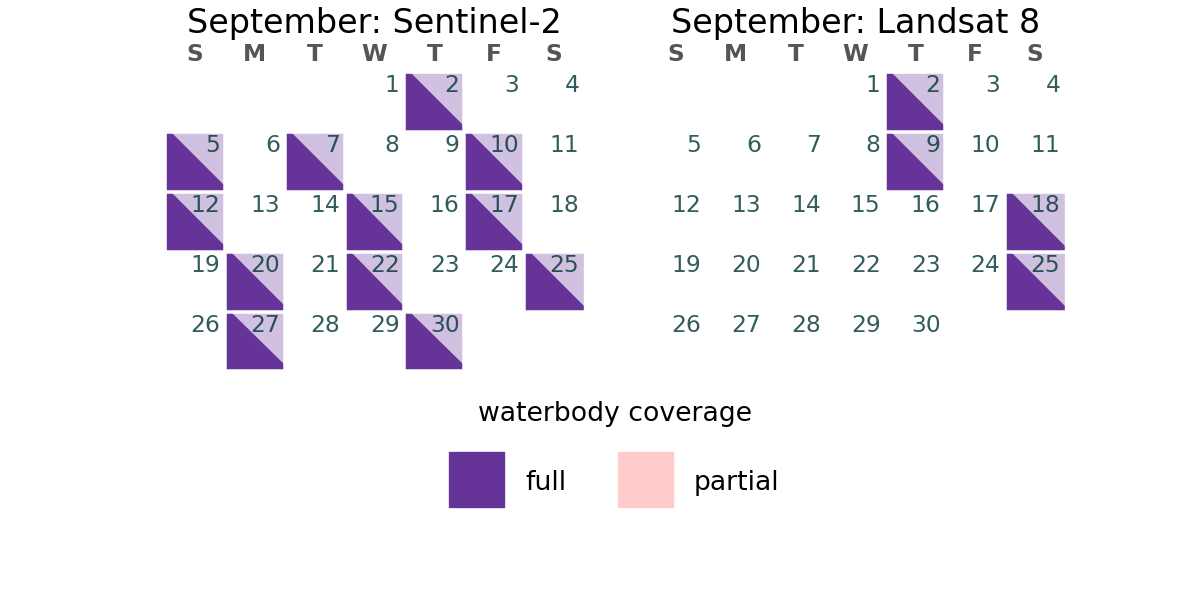 September: Sentinel-2
S M T W T F S
1 2 3 4
5 6 7 8 9 10 11
12 13 14 15 16 17 18
19 20 21 22 23 24 25
26 27 28 29 30
September: Landsat 8
S M T W T F S
1 2 3 4
5 6 7 8 9 10 11
12 13 14 15 16 17 18
19 20 21 22 23 24 25
26 27 28 29 30
waterbody coverage
full partial